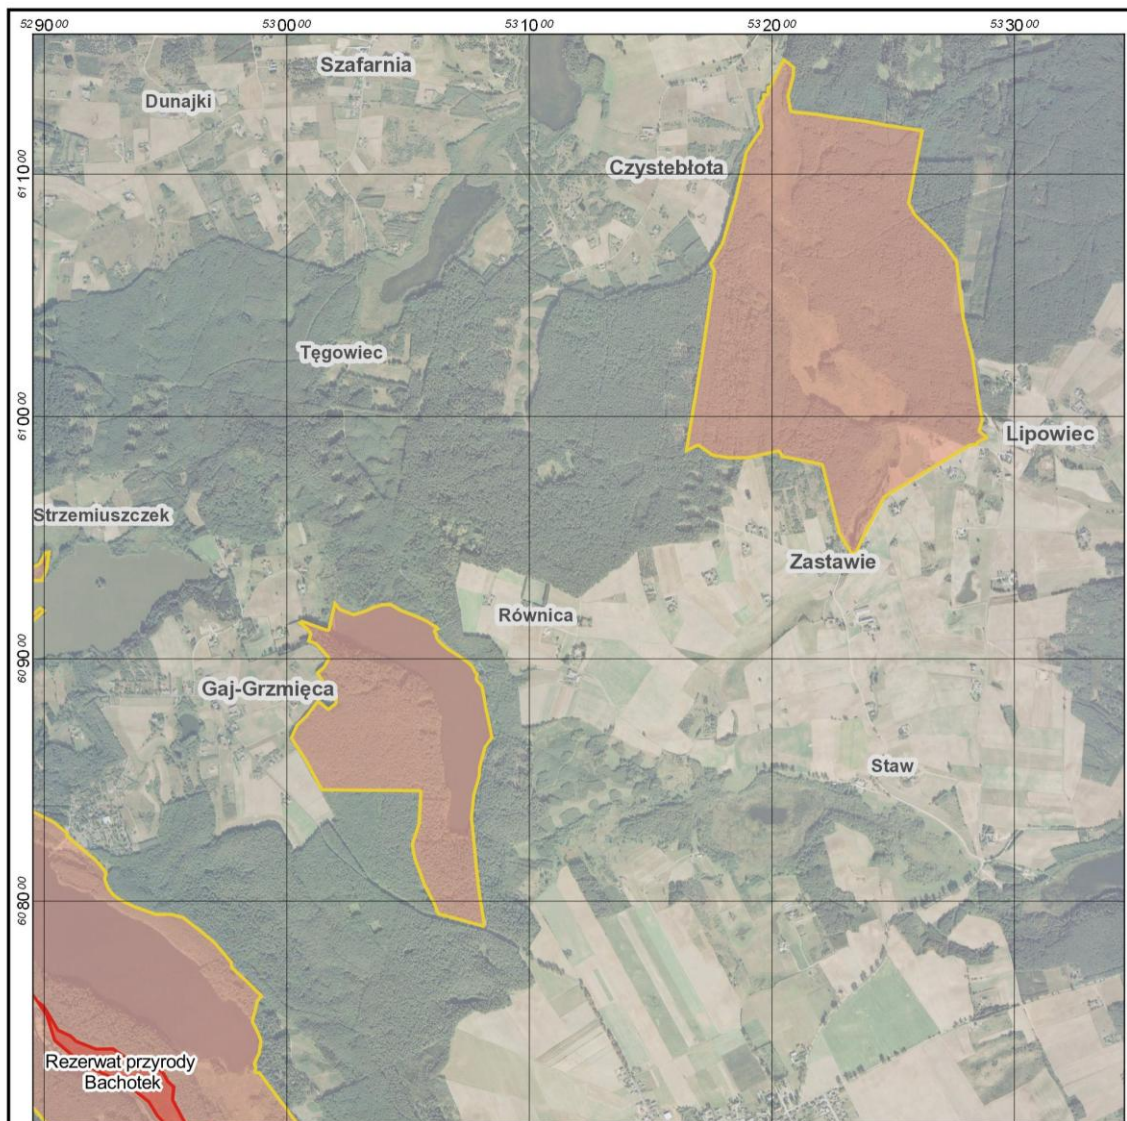 5290 00
5300 00
5310 00
5320 00
5330 00
Szafarnia
Dunajki
Czystebłota
6110 00
Tęgowiec
6100 00
Lipowiec
Strzemiuszczek
Zastawie
Równica
6090 00
Gaj-Grzmięca
Staw
6080 00
Rezerwat przyrody
Bachotek